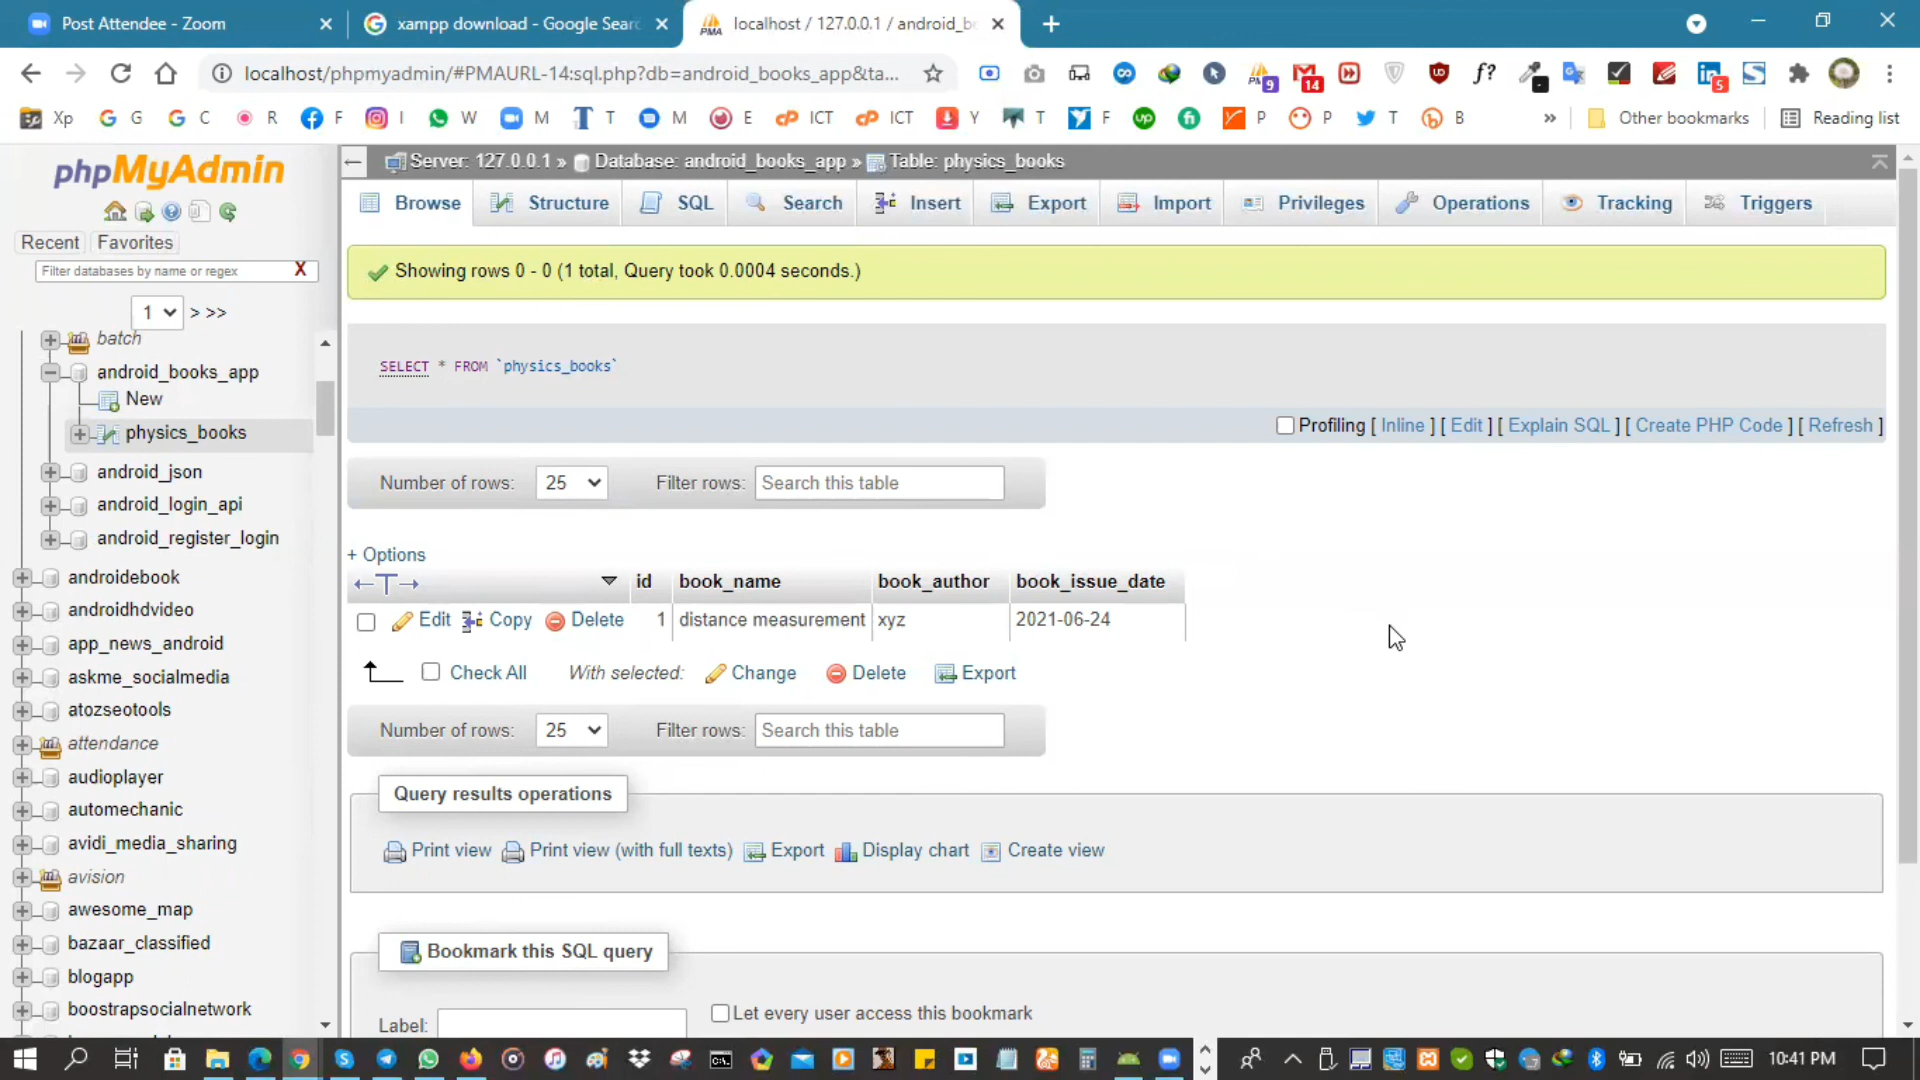 Post Attendee - Zoom
xampp download - Google Searc
localhost / 127.0.0.1 / android_b
localhost/phpmyadmin/#PMAURL-14:sql.php?db=android_books_app&ta...
f?
9
14
5
Xp G G G C R F I W M T M E ICT ICT Y T F P P T B » Other bookmarks Reading list
phpMyAdmin
Server: 127.0.0.1 » Database: android_books_app » Table: physics_books
Browse Structure SQL Search Insert Export Import Privileges Operations Tracking Triggers
Recent Favorites
Filter databases by name or regex X
1 > >>
batch
android_books_app
New
physics_books
android_json
android_login_api
android_register_login
androidebook
androidhdvideo
app_news_android
askme_socialmedia
atozseotools
attendance
audioplayer
automechanic
avidi_media_sharing
avision
awesome_map
bazaar_classified
blogapp
boostrapsocialnetwork
Showing rows 0 - 0 (1 total, Query took 0.0004 seconds.)
SELECT * FROM `physics_books`
Profiling [ Inline ] [ Edit ] [ Explain SQL ] [ Create PHP Code ] [ Refresh ]
Number of rows: 25 Filter rows: Search this table
+ Options
←T→ id book_name book_author book_issue_date
Edit Copy Delete 1 distance measurement xyz 2021-06-24
Check All With selected: Change Delete Export
Number of rows: 25 Filter rows: Search this table
Query results operations
Print view Print view (with full texts) Export Display chart Create view
Bookmark this SQL query
Label: Let every user access this bookmark
10:41 PM